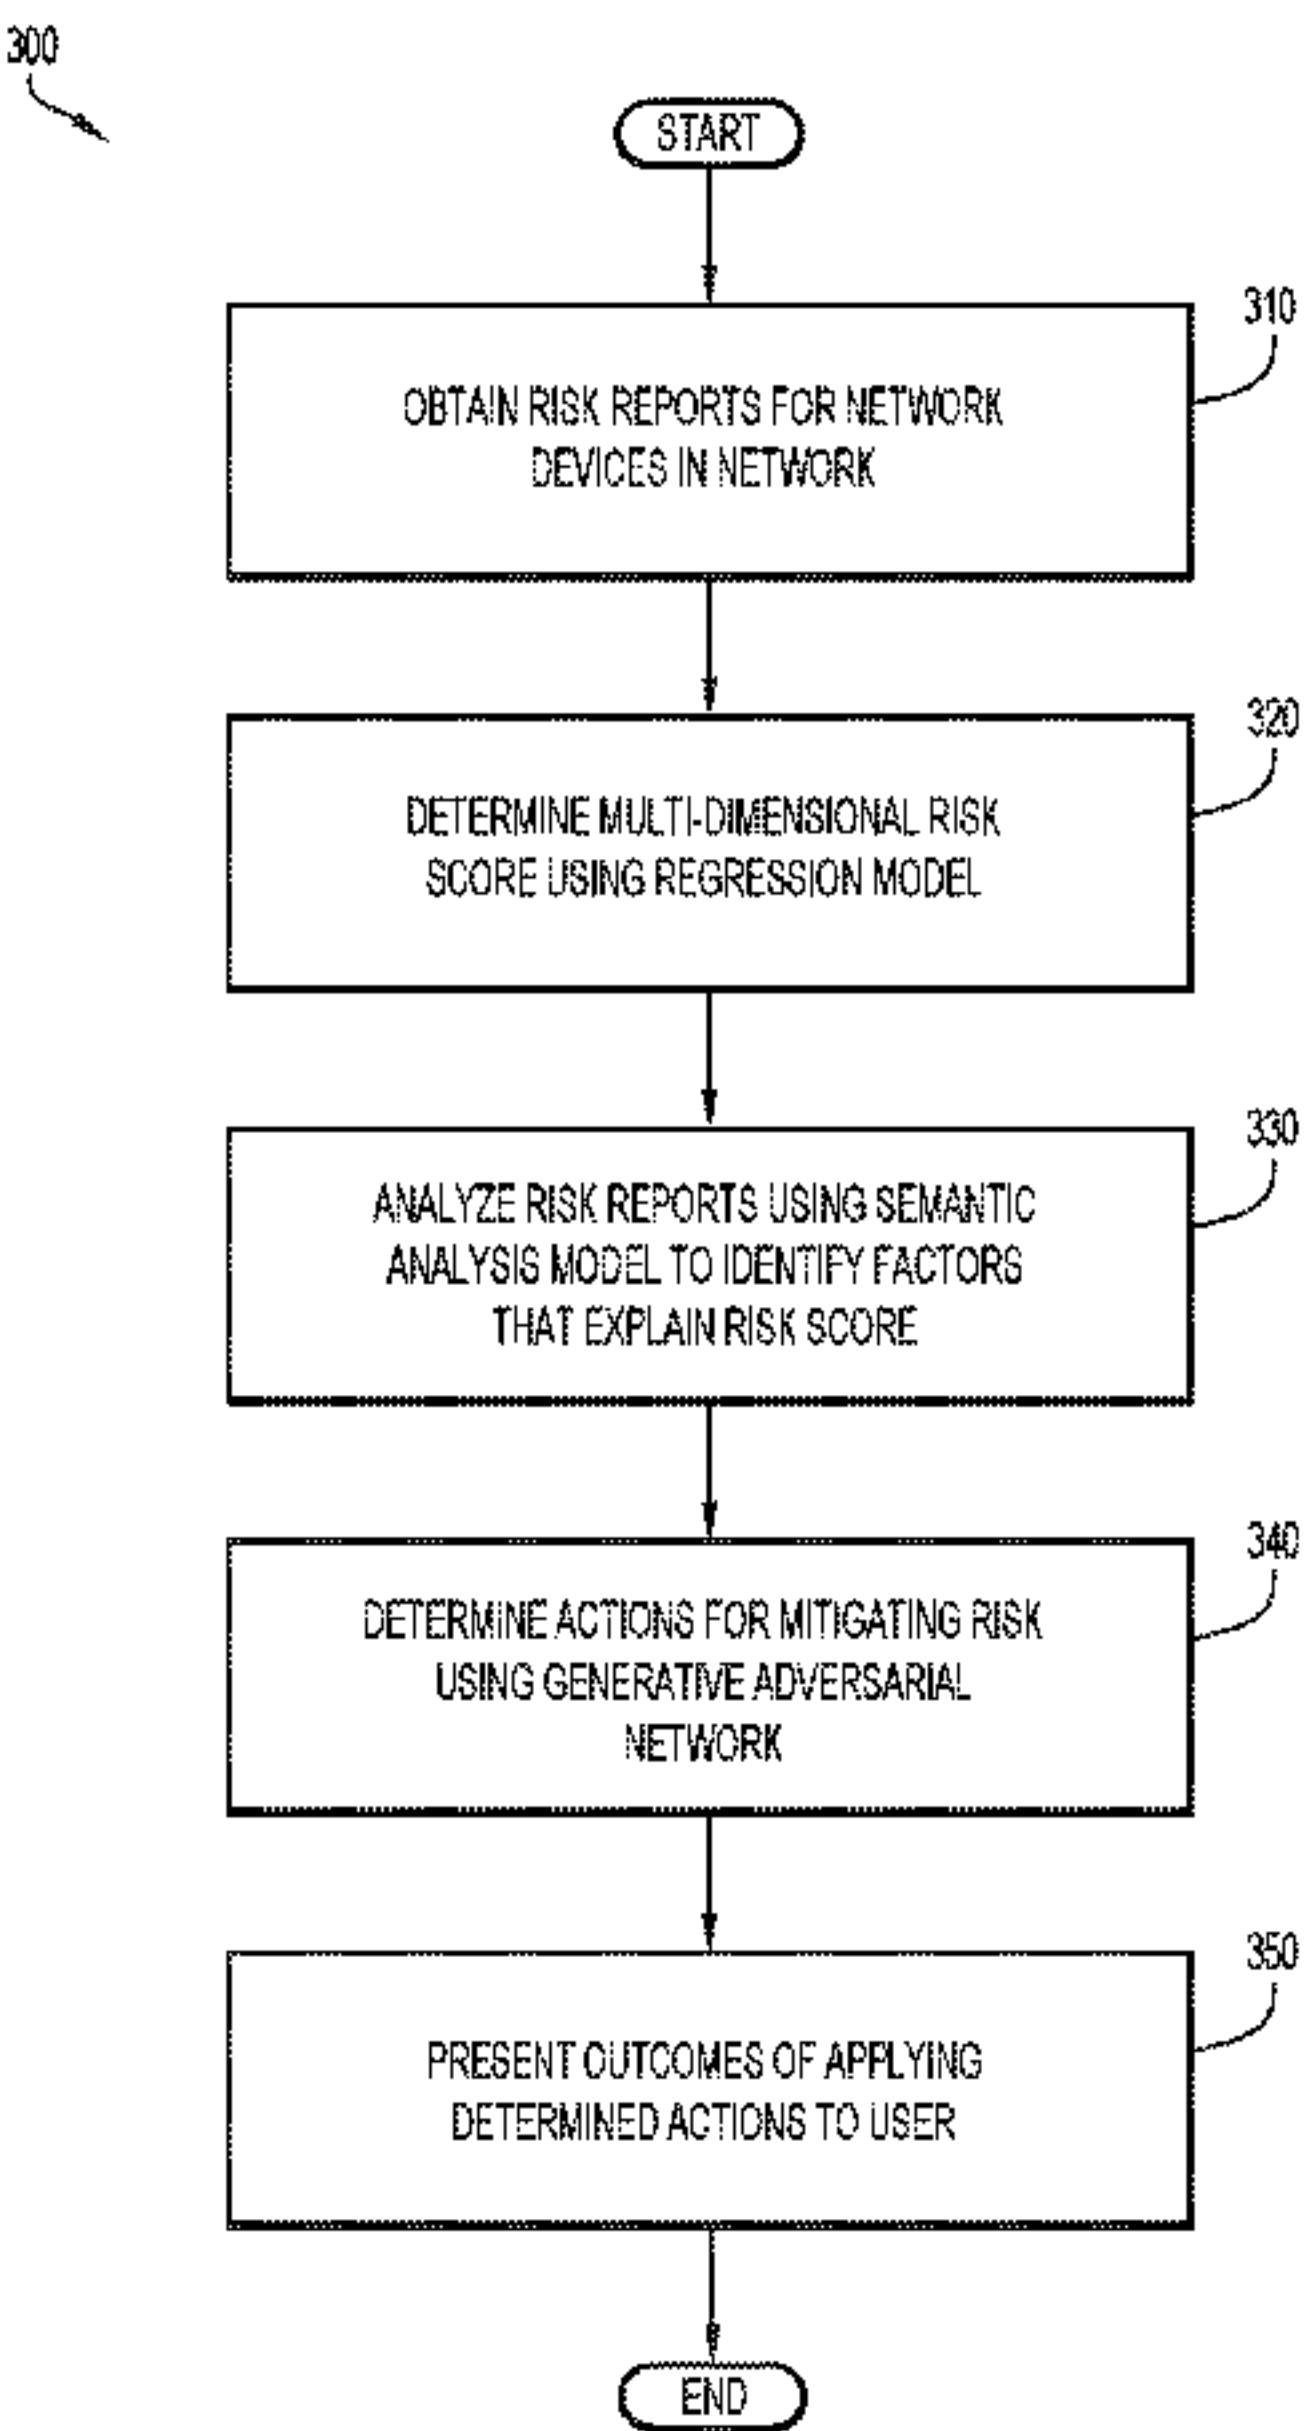 300
START
310
OBTAIN RISK REPORTS FOR NETWORK
DEVICES IN NETWORK
320
DETERMINE MULTI-DIMENSIONAL RISK
SCORE USING REGRESSION MODEL
330
ANALYZE RISK REPORTS USING SEMANTIC
ANALYSIS MODEL TO IDENTIFY FACTORS
THAT EXPLAIN RISK SCORE
340
DETERMINE ACTIONS FOR MITIGATING RISK
USING GENERATIVE ADVERSARIAL
NETWORK
350
PRESENT OUTCOMES OF APPLYING
DETERMINED ACTIONS TO USER
END